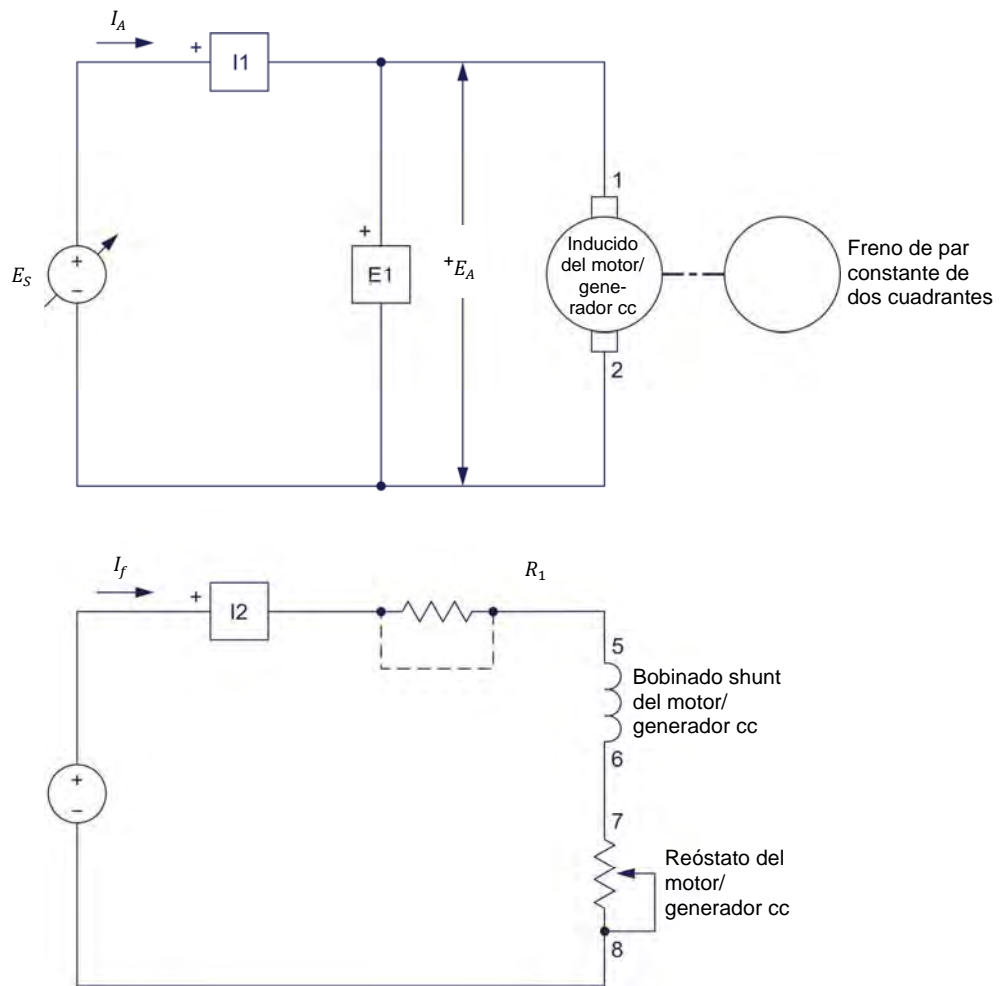 I_A
+
I1
1
+
E1
+E_A
Inducido
del motor/
gene-
rador cc
Freno de par
constante de
dos cuadrantes
+
−
E_S
2
I_f
+
I2
R_1
5
Bobinado shunt
del motor/
generador cc
6
+
−
7
Reóstato del
motor/
generador cc
8